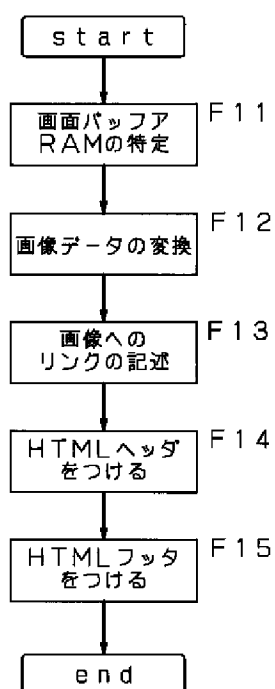 start
画面バッファ
RAMの特定
F11
画像データの変換
F12
画像への
リンクの記述
F13
HTMLヘッダ
をつける
F14
HTMLフッタ
をつける
F15
end